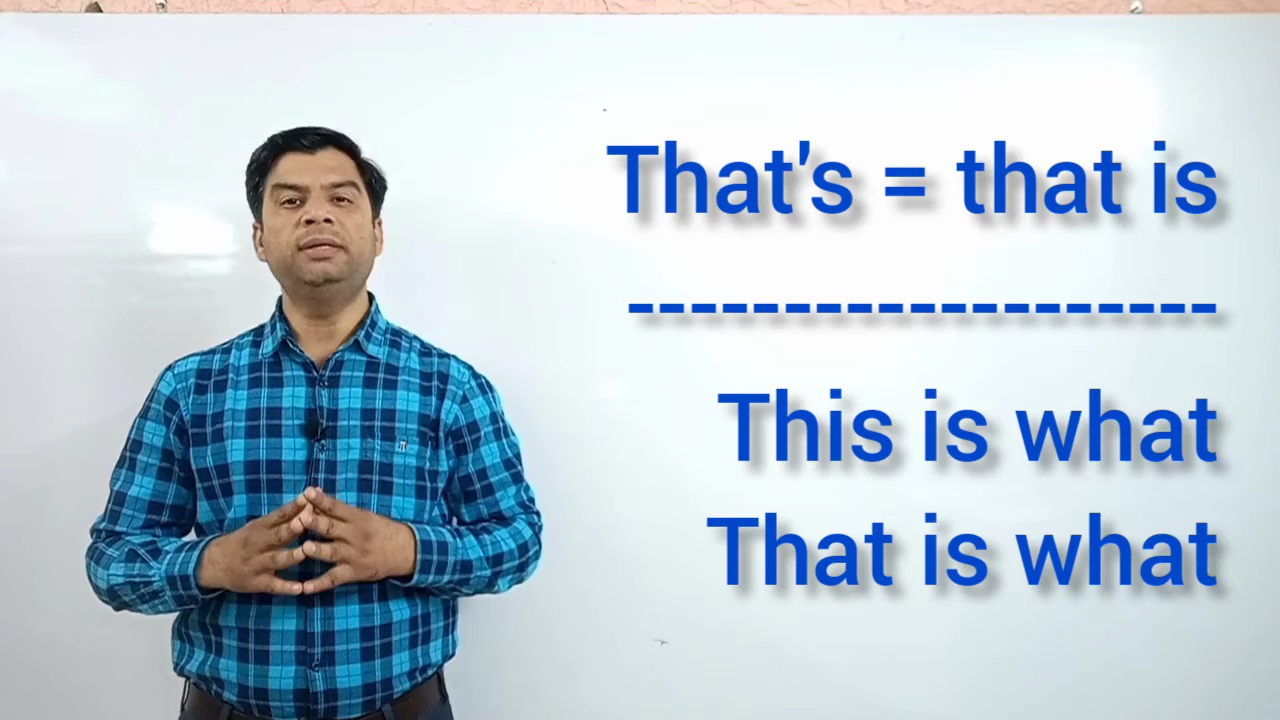 That's = that is
-------------------
This is what
That is what